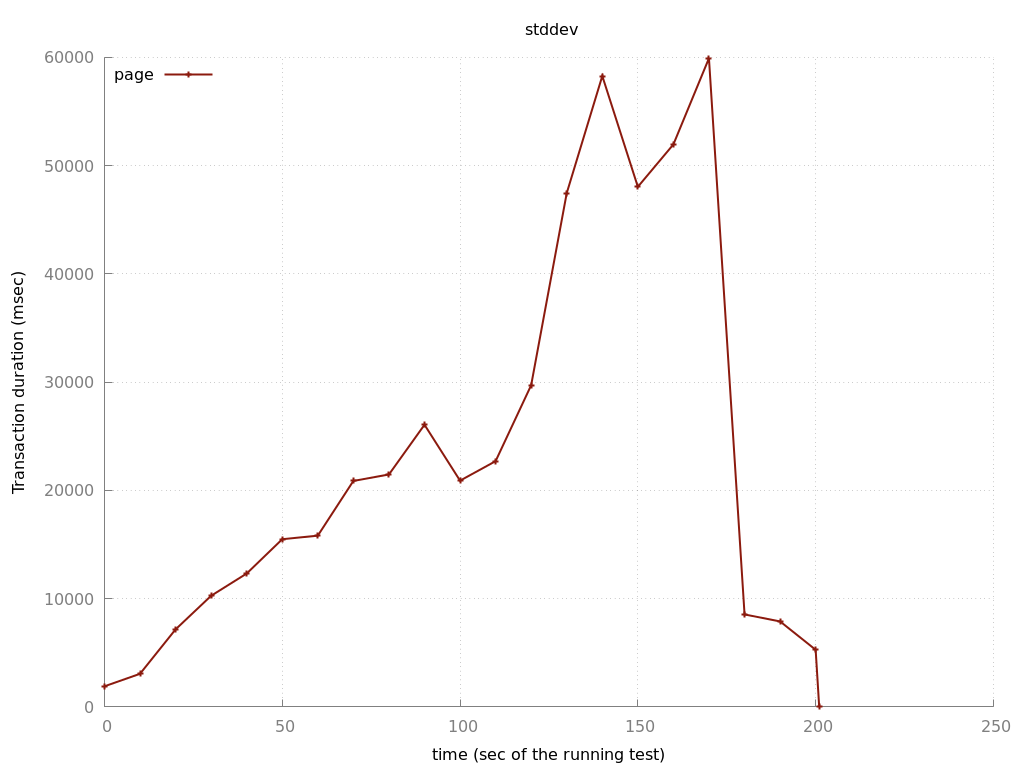 stddev
60000
page
50000
40000
30000
20000
10000
0
Transaction duration (msec)
0 50 100 150 200 250
time (sec of the running test)